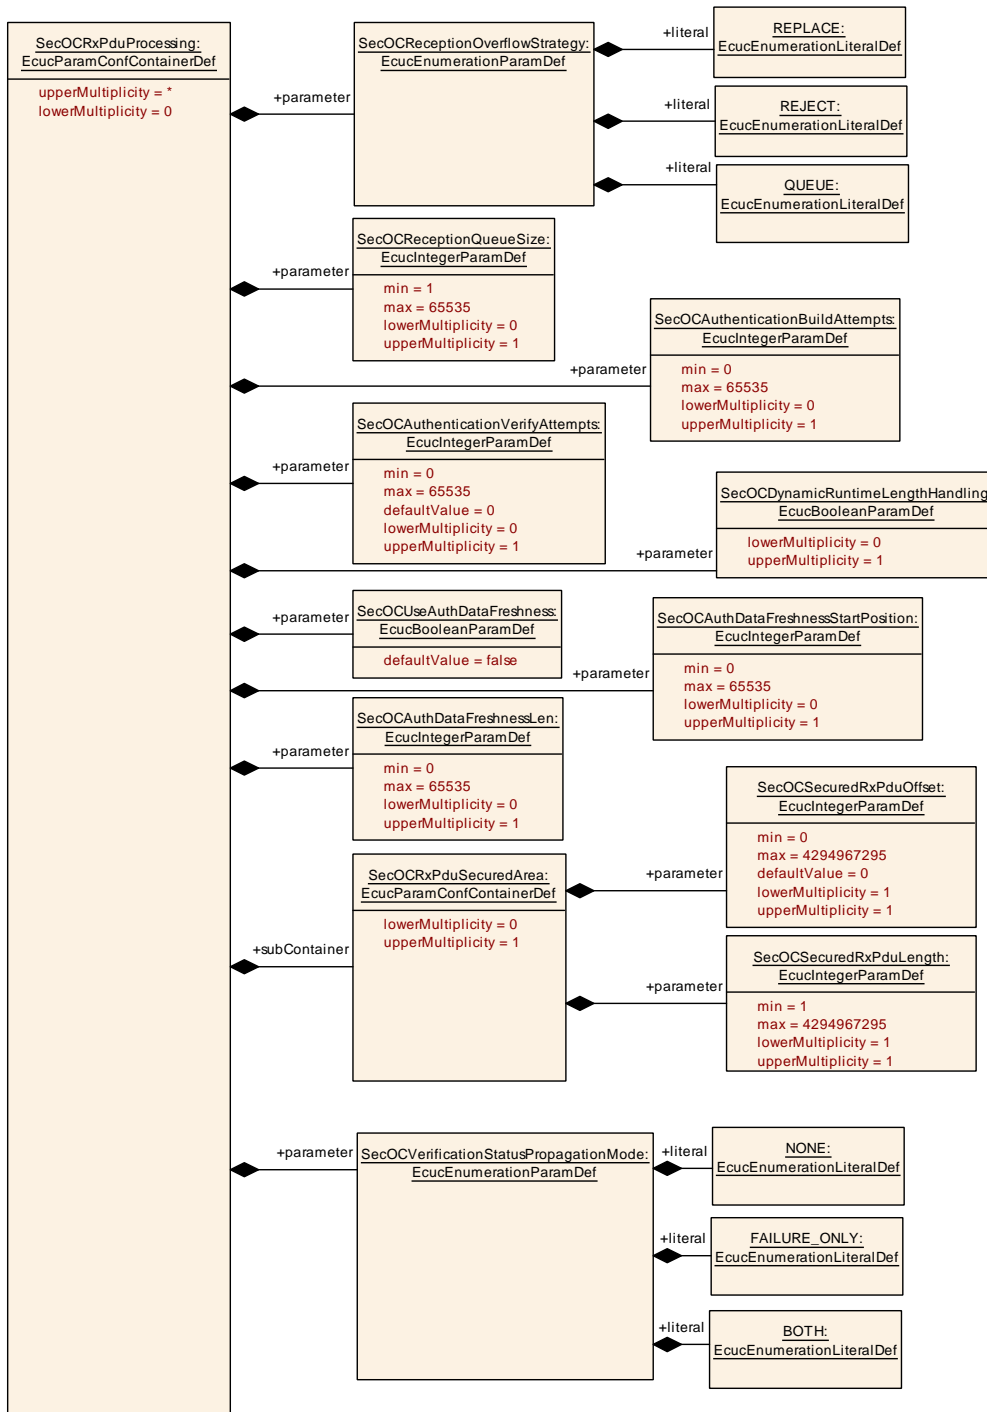 SecOCRxPduProcessing:
EcucParamConfContainerDef
upperMultiplicity = *
lowerMultiplicity = 0
+parameter
SecOCReceptionOverflowStrategy:
EcucEnumerationParamDef
+literal
REPLACE:
EcucEnumerationLiteralDef
+literal
REJECT:
EcucEnumerationLiteralDef
+literal
QUEUE:
EcucEnumerationLiteralDef
+parameter
SecOCReceptionQueueSize:
EcucIntegerParamDef
min = 1
max = 65535
lowerMultiplicity = 0
upperMultiplicity = 1
+parameter
SecOCAuthenticationBuildAttempts:
EcucIntegerParamDef
min = 0
max = 65535
lowerMultiplicity = 0
upperMultiplicity = 1
+parameter
SecOCAuthenticationVerifyAttempts:
EcucIntegerParamDef
min = 0
max = 65535
defaultValue = 0
lowerMultiplicity = 0
upperMultiplicity = 1
+parameter
SecOCDynamicRuntimeLengthHandling
EcucBooleanParamDef
lowerMultiplicity = 0
upperMultiplicity = 1
+parameter
SecOCUseAuthDataFreshness:
EcucBooleanParamDef
defaultValue = false
+parameter
SecOCAuthDataFreshnessStartPosition:
EcucIntegerParamDef
min = 0
max = 65535
lowerMultiplicity = 0
upperMultiplicity = 1
+parameter
SecOCAuthDataFreshnessLen:
EcucIntegerParamDef
min = 0
max = 65535
lowerMultiplicity = 0
upperMultiplicity = 1
+subContainer
SecOCRxPduSecuredArea:
EcucParamConfContainerDef
lowerMultiplicity = 0
upperMultiplicity = 1
+parameter
SecOCSecuredRxPduOffset:
EcucIntegerParamDef
min = 0
max = 4294967295
defaultValue = 0
lowerMultiplicity = 1
upperMultiplicity = 1
+parameter
SecOCSecuredRxPduLength:
EcucIntegerParamDef
min = 1
max = 4294967295
lowerMultiplicity = 1
upperMultiplicity = 1
+parameter
SecOCVerificationStatusPropagationMode:
EcucEnumerationParamDef
+literal
NONE:
EcucEnumerationLiteralDef
+literal
FAILURE_ONLY:
EcucEnumerationLiteralDef
+literal
BOTH:
EcucEnumerationLiteralDef